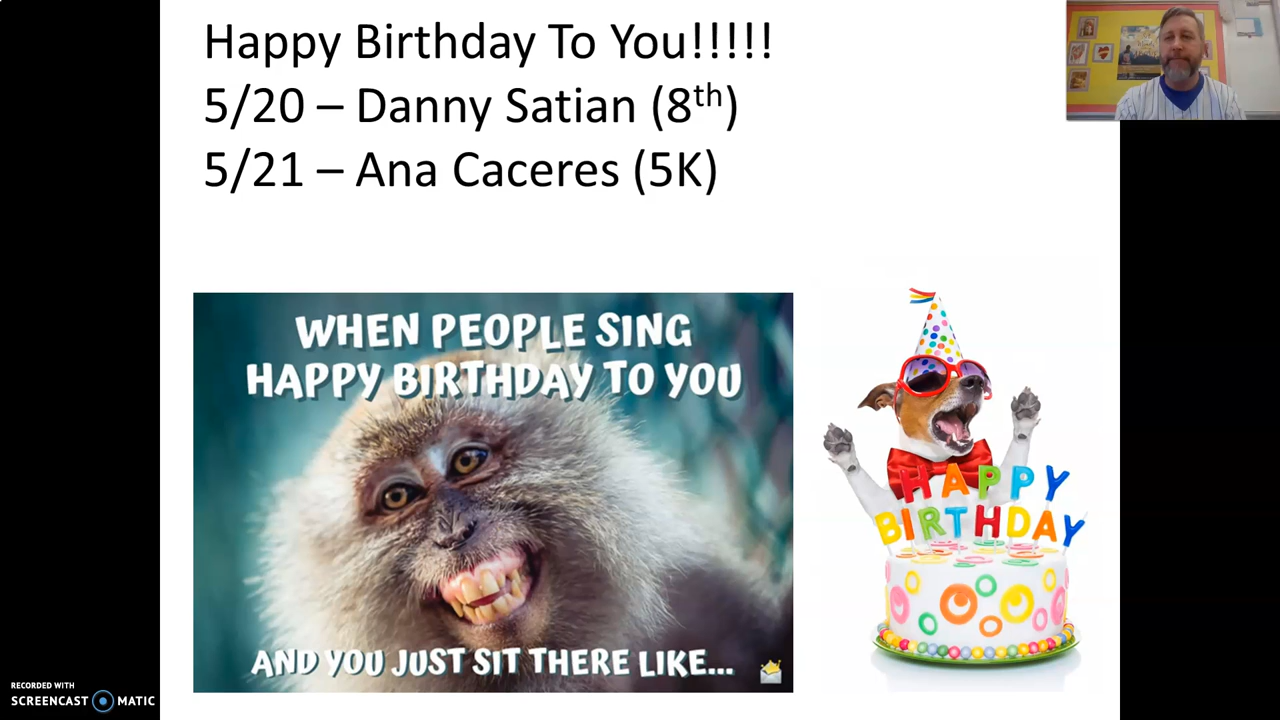 Happy Birthday To You!!!!!
5/20 – Danny Satian (8th)
5/21 – Ana Caceres (5K)
WHEN PEOPLE SING
HAPPY BIRTHDAY TO YOU
AND YOU JUST SIT THERE LIKE...
HAPPY
BIRTHDAY
RECORDED WITH
SCREENCAST MATIC